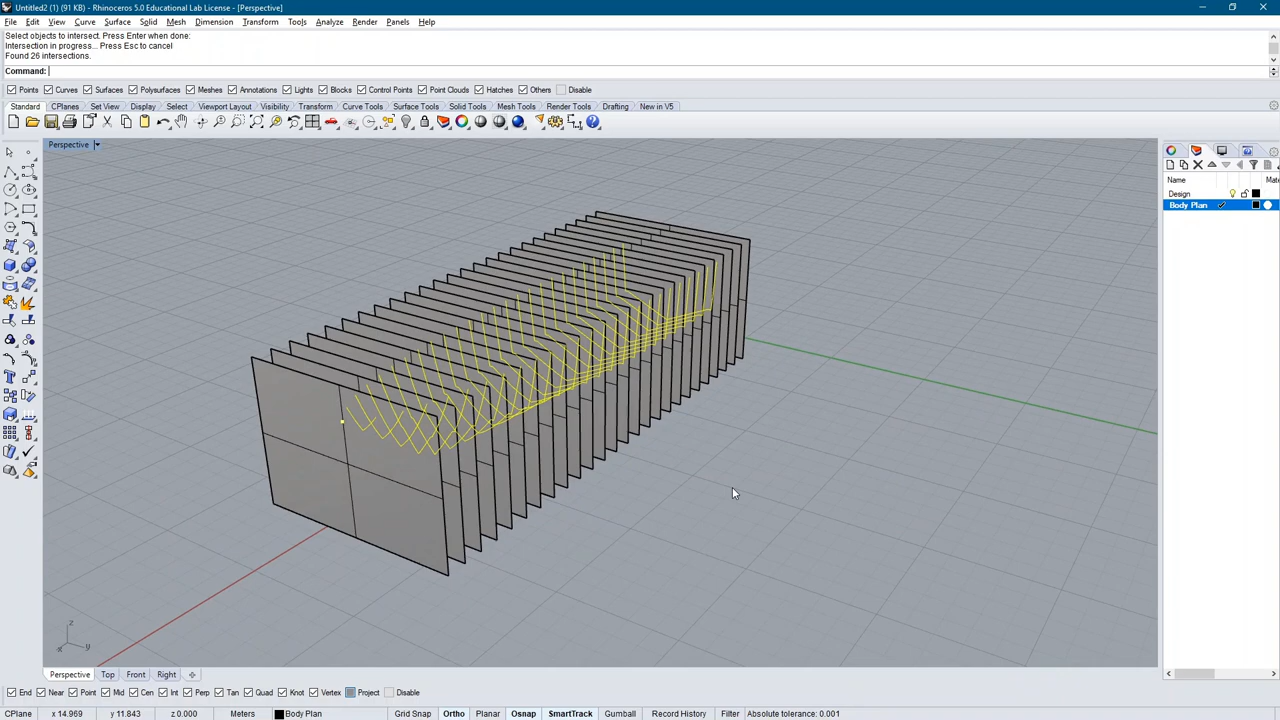 Untitled2 (1) (91 KB) - Rhinoceros 5.0 Educational Lab License - [Perspective]
File Edit View Curve Surface Solid Mesh Dimension Transform Tools Analyze Render Panels Help
Select objects to intersect. Press Enter when done:
Intersection in progress... Press Esc to cancel
Found 26 intersections.
Command:
Points Curves Surfaces Polysurfaces Meshes Annotations Lights Blocks Control Points Point Clouds Hatches Others Disable
Standard CPlanes Set View Display Select Viewport Layout Visibility Transform Curve Tools Surface Tools Solid Tools Mesh Tools Render Tools Drafting New in V5
Perspective
Name Mate
Design
Body Plan
z
x y
Perspective Top Front Right
End Near Point Mid Cen Int Perp Tan Quad Knot Vertex Project Disable
CPlane x 14.969 y 11.843 z 0.000 Meters Body Plan Grid Snap Ortho Planar Osnap SmartTrack Gumball Record History Filter Absolute tolerance: 0.001